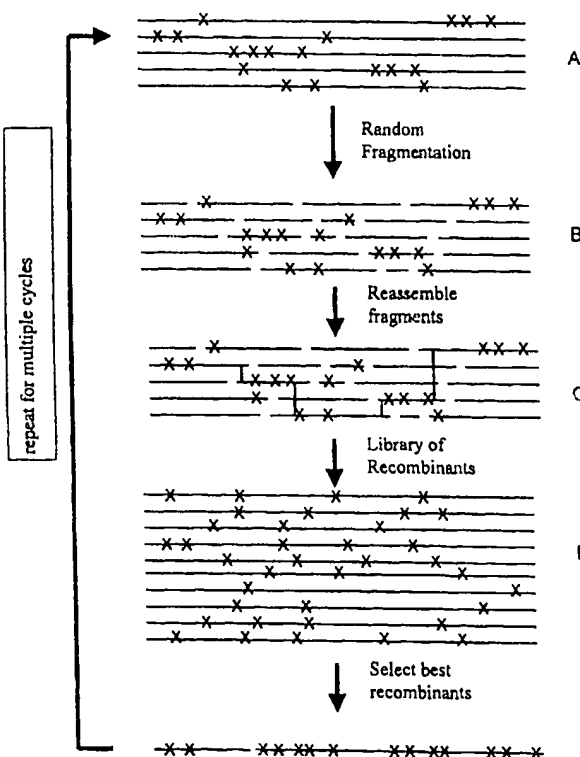 A
Random
Fragmentation
B
repeat for multiple cycles
Reassemble
fragments
C
Library of
Recombinants
Select best
recombinants